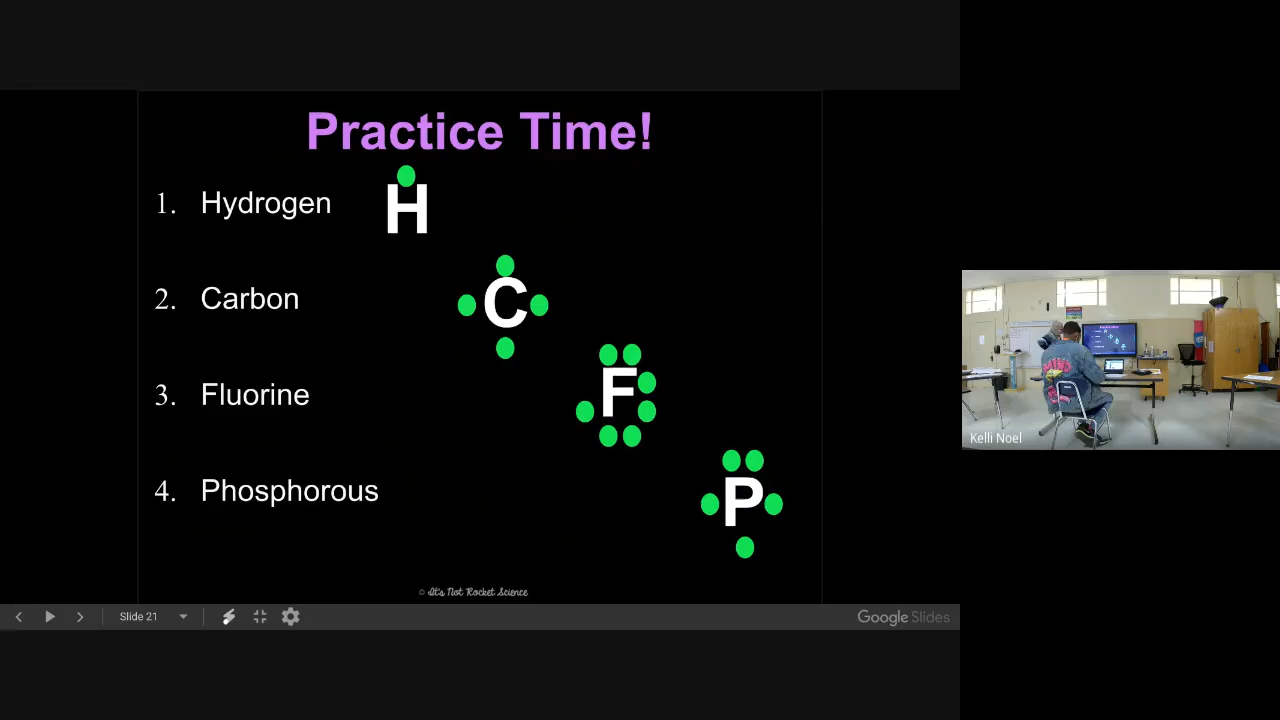 Practice Time!
1. Hydrogen H
2. Carbon C
3. Fluorine F
4. Phosphorous P
© It's Not Rocket Science
Slide 21
Google Slides
Kelli Noel